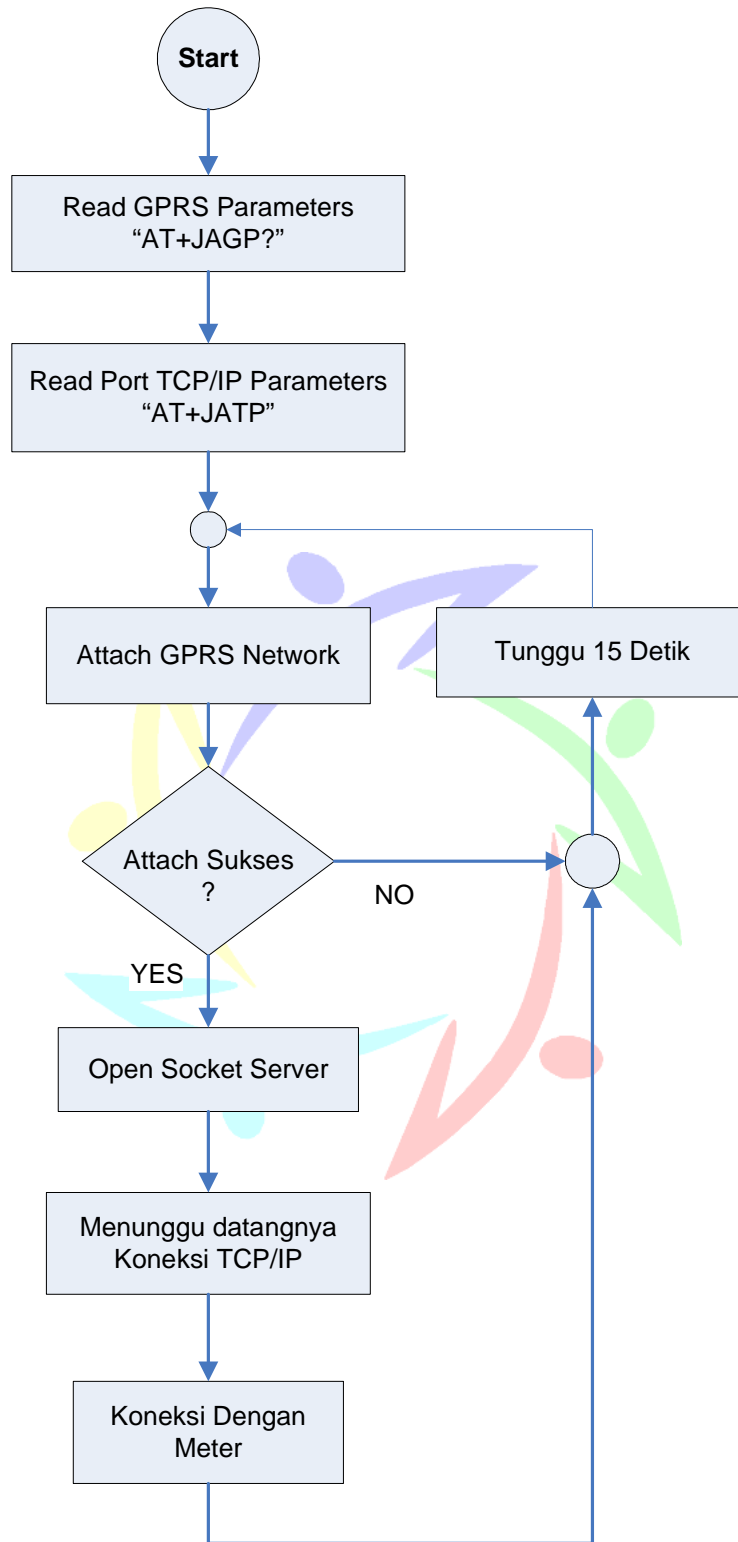 Start
Read GPRS Parameters
“AT+JAGP?”
Read Port TCP/IP Parameters
“AT+JATP”
Attach GPRS Network
Tunggu 15 Detik
Attach Sukses
?
NO
YES
Open Socket Server
Menunggu datangnya
Koneksi TCP/IP
Koneksi Dengan
Meter